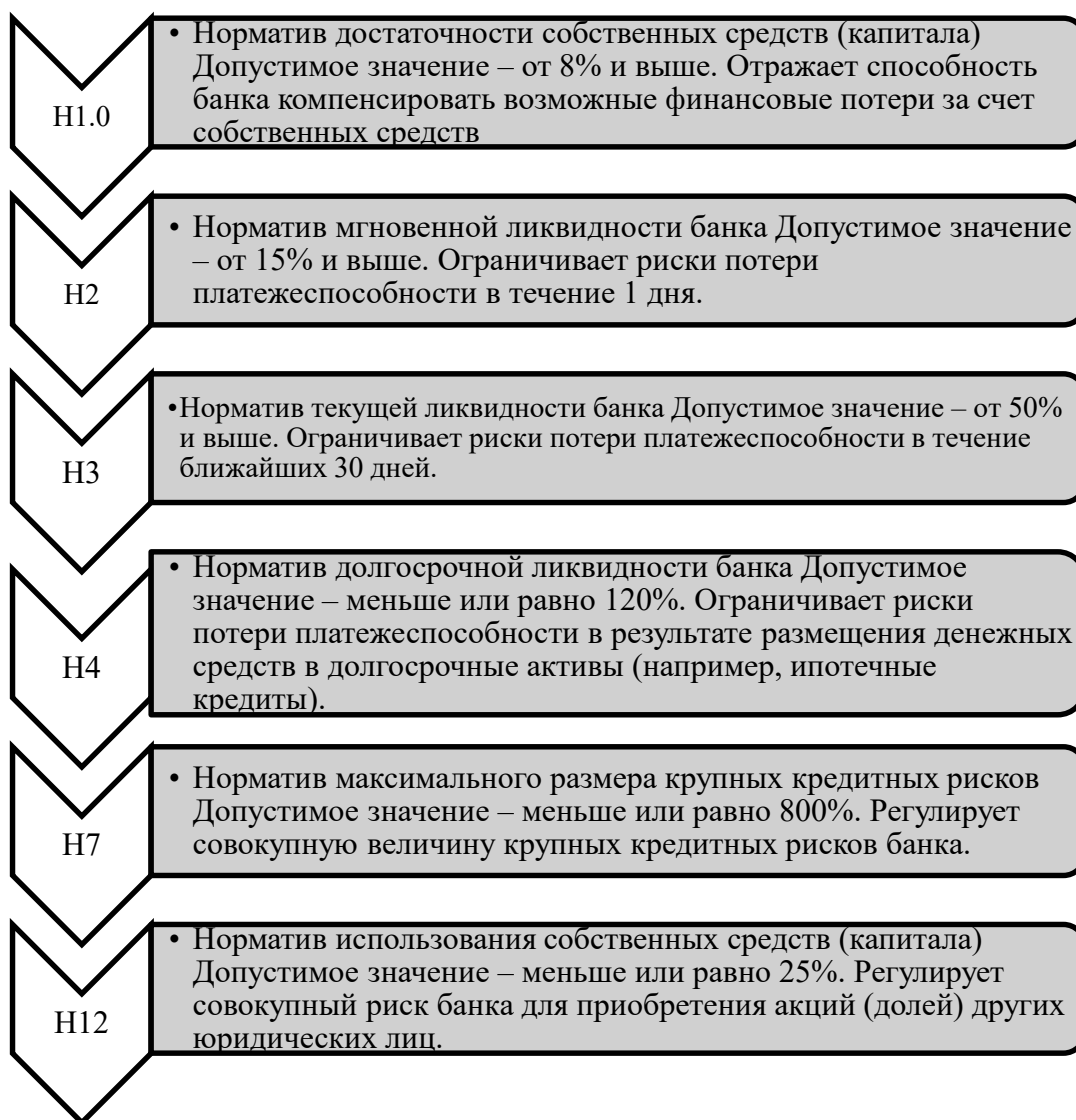 Н1.0
• Норматив достаточности собственных средств (капитала)
Допустимое значение – от 8% и выше. Отражает способность
банка компенсировать возможные финансовые потери за счет
собственных средств
Н2
• Норматив мгновенной ликвидности банка Допустимое значение
– от 15% и выше. Ограничивает риски потери
платежеспособности в течение 1 дня.
Н3
•Норматив текущей ликвидности банка Допустимое значение – от 50%
и выше. Ограничивает риски потери платежеспособности в течение
ближайших 30 дней.
Н4
• Норматив долгосрочной ликвидности банка Допустимое
значение – меньше или равно 120%. Ограничивает риски
потери платежеспособности в результате размещения денежных
средств в долгосрочные активы (например, ипотечные
кредиты).
Н7
• Норматив максимального размера крупных кредитных рисков
Допустимое значение – меньше или равно 800%. Регулирует
совокупную величину крупных кредитных рисков банка.
Н12
• Норматив использования собственных средств (капитала)
Допустимое значение – меньше или равно 25%. Регулирует
совокупный риск банка для приобретения акций (долей) других
юридических лиц.